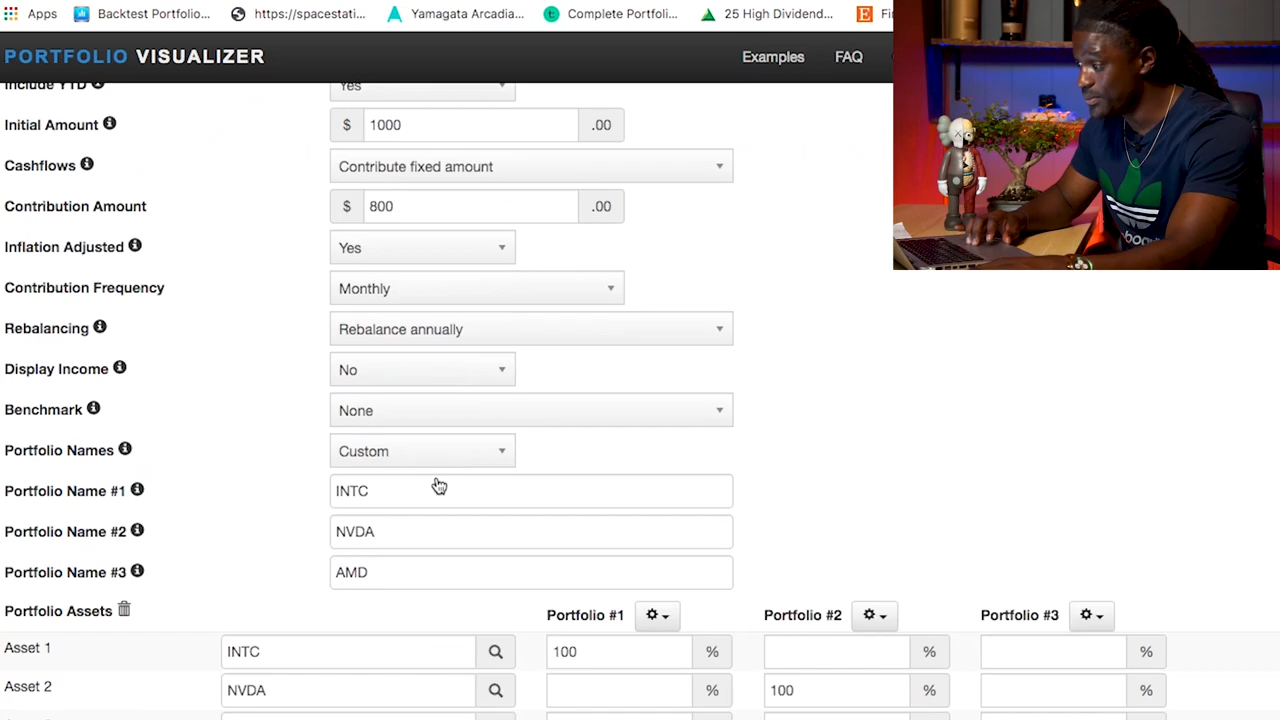 Apps Backtest Portfolio... https://spacestati... Yamagata Arcadia... Complete Portfoli... 25 High Dividend...
PORTFOLIO VISUALIZER Examples FAQ
Include YTD Yes
Initial Amount $ 1000 .00
Cashflows Contribute fixed amount
Contribution Amount $ 800 .00
Inflation Adjusted Yes
Contribution Frequency Monthly
Rebalancing Rebalance annually
Display Income No
Benchmark None
Portfolio Names Custom
Portfolio Name #1 INTC
Portfolio Name #2 NVDA
Portfolio Name #3 AMD
Portfolio Assets Portfolio #1 Portfolio #2 Portfolio #3
Asset 1 INTC 100 % % %
Asset 2 NVDA % 100 % %